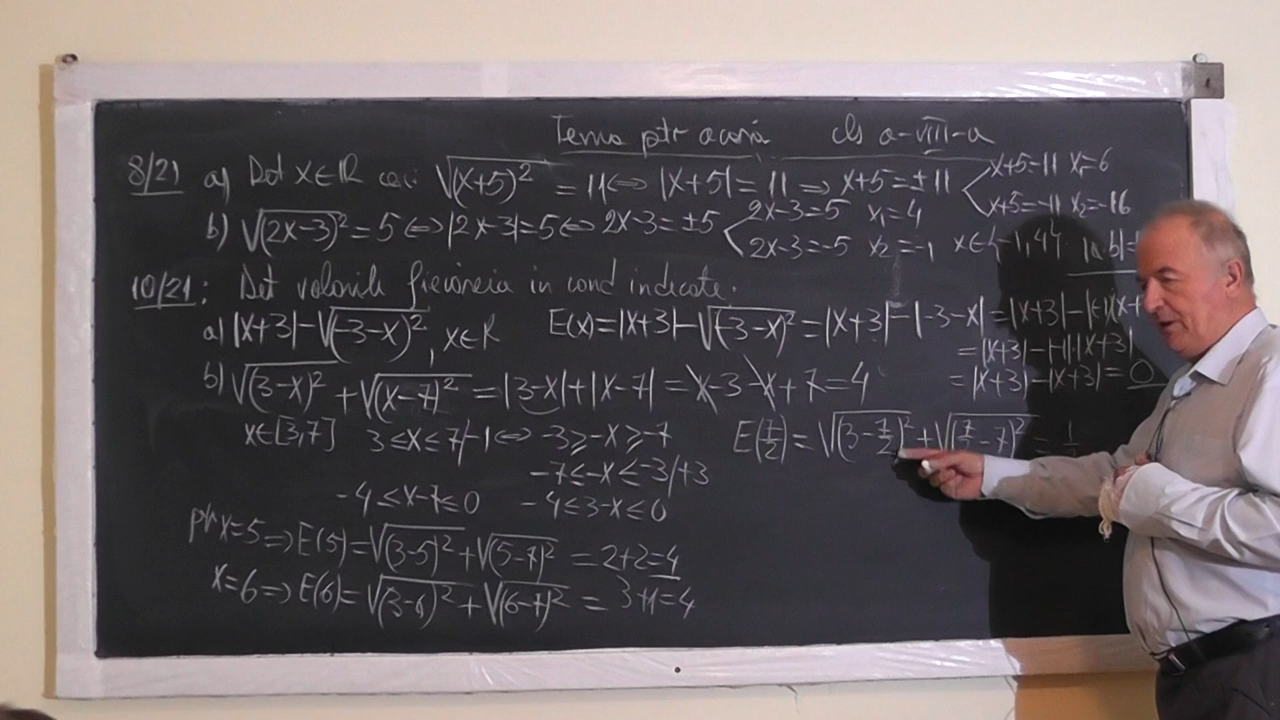 Tema ptr acasă cls a-VIII-a
8/21 a) Det x∈ℝ √(x+5)² = 11 ⇔ |x+5| = 11 ⇒ x+5 = ±11 x+5=11 x₁=6
x+5=-11 x₂=-16
b) √(2x-3)² = 5 ⇔ |2x-3| = 5 ⇔ 2x-3 = ±5 2x-3=5 x₁=4
2x-3=-5 x₂=-1 x∈{-1,4} |a·b|=
10/21: Det valorile fiecăreia in cond indicate.
a) |x+3|-√(-3-x)², x∈ℝ E(x)=|x+3|-√(-3-x)² = |x+3|-|-3-x| = |x+3|-|(-1)(x+
= |x+3|-|-1|·|x+3|
= |x+3|-|x+3| = 0
b) √(3-x)² + √(x-7)² = |3-x|+|x-7| = x-3-x+7=4
x∈[3,7] 3≤x≤7/·-1 ⇔ -3≥-x≥-7 E(7/2) = √(3-7/2)² + √(7/2-7)² = 1/
-7≤-x≤-3/+3
-4≤x-7≤0 -4≤3-x≤0
ptr x=5 ⇒ E(5)=√(3-5)²+√(5-7)² = 2+2=4
x=6 ⇒ E(6)=√(3-6)²+√(6-7)² = 3+1=4